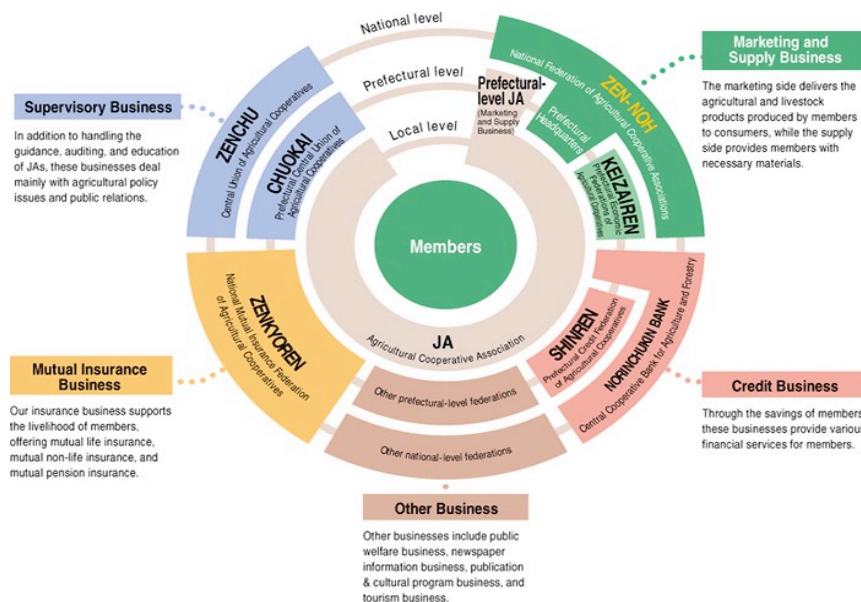 National level
Prefectural level
Local level
Supervisory Business
In addition to handling the
guidance, auditing, and education
of JAs, these businesses deal
mainly with agricultural policy
issues and public relations.
ZENCHU
Central Union of Agricultural Cooperatives
CHUOKAI
Prefectural Central Union of
Agricultural Cooperatives
Prefectural-
level JA
(Marketing and
Supply
Business)
National Federation of Agricultural Cooperative Associations
ZEN-NOH
Prefectural
Headquarters
KEIZAIREN
Prefectural Economic
Federations of
Agricultural Cooperatives
Marketing and
Supply Business
The marketing side delivers the
agricultural and livestock
products produced by members
to consumers, while the supply
side provides members with
necessary materials.
Members
JA
Agricultural Cooperative Association
ZENKYOREN
National Mutual Insurance Federation
of Agricultural Cooperatives
Mutual Insurance
Business
Our insurance business supports
the livelihood of members,
offering mutual life insurance,
mutual non-life insurance, and
mutual pension insurance.
SHINREN
Prefectural Credit Federation
of Agricultural Cooperatives
NORINCHUKIN BANK
Central Cooperative Bank for Agriculture and Forestry
Credit Business
Through the savings of members
these businesses provide various
financial services for members.
Other prefectural-level federations
Other national-level federations
Other Business
Other businesses include public
welfare business, newspaper
information business, publication
& cultural program business, and
tourism business.